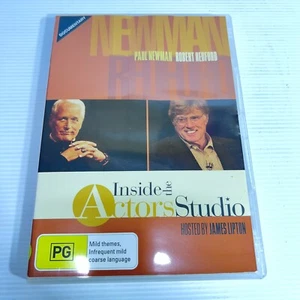 NEWMAN
PAUL NEWMAN ROBERT REDFORD
Inside the
Actors Studio
HOSTED BY JAMES LIPTON
PG
Mild themes,
Infrequent mild
coarse language